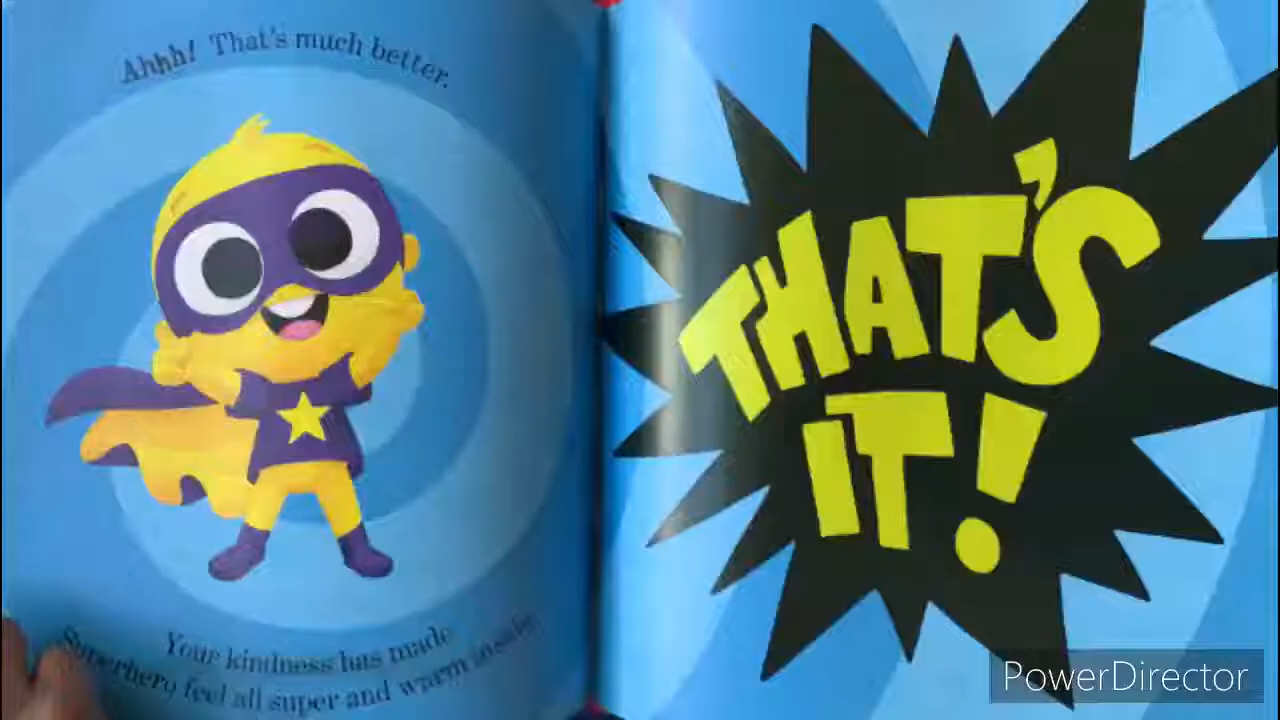 Ahhh! That's much better.
Your kindness has made
Superhero feel all super and warm inside.
THAT'S
IT!
PowerDirector